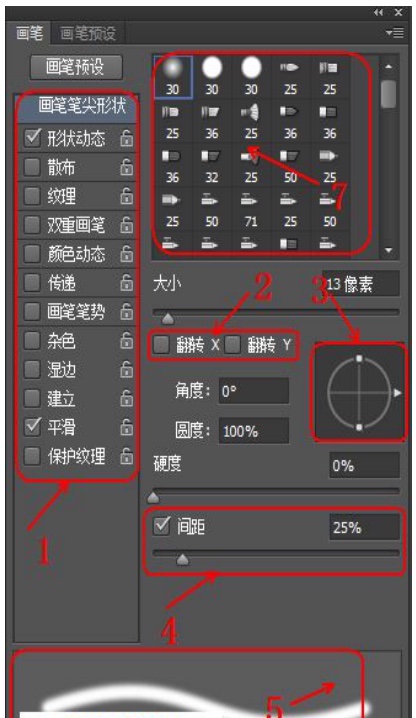 画笔 画笔预设
画笔预设
画笔笔尖形状
形状动态
散布
纹理
双重画笔
颜色动态
传递
画笔笔势
杂色
湿边
建立
平滑
保护纹理
1
30 30 30 25 25
25 36 25 36 36
36 32 25 50 25
25 50 71 25 50
7
大小 13 像素
2
3
翻转 X 翻转 Y
角度: 0°
圆度: 100%
硬度 0%
间距 25%
4
5